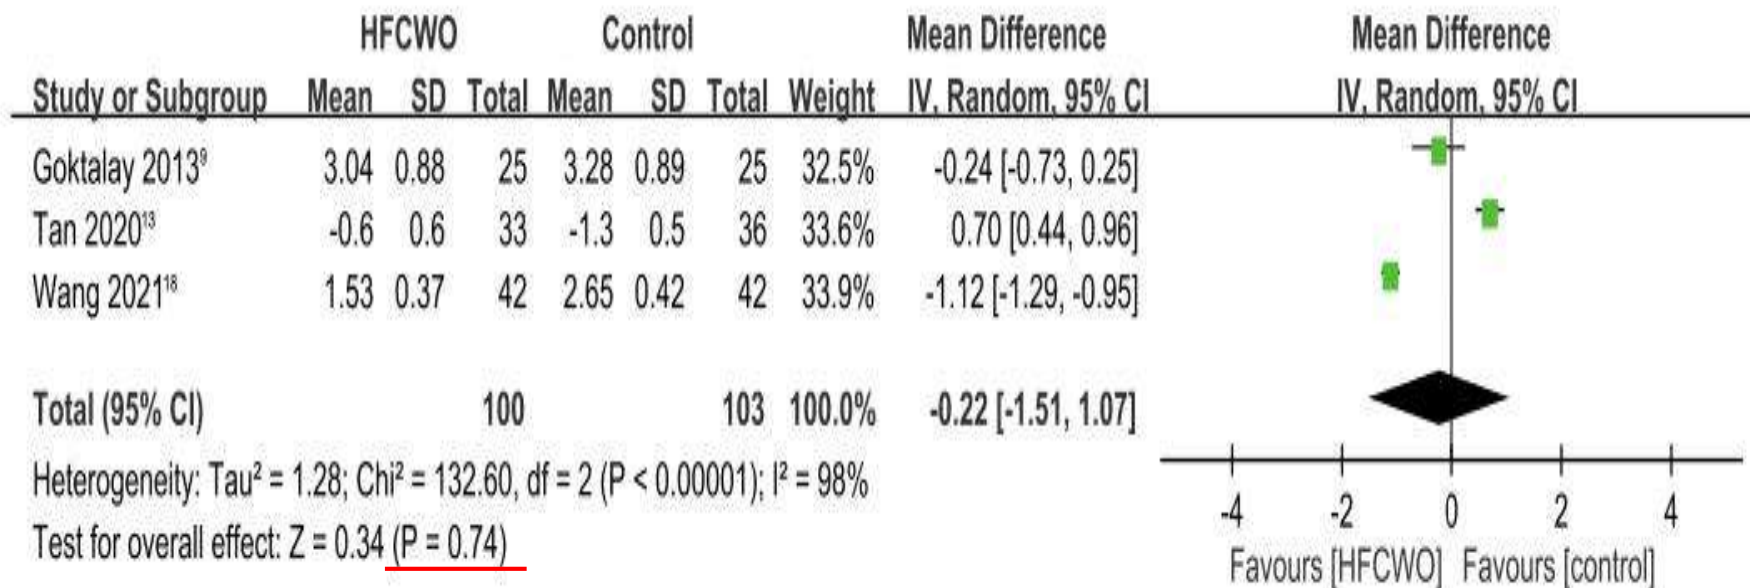 HFCWO Control Mean Difference Mean Difference
Study or Subgroup Mean SD Total Mean SD Total Weight IV, Random, 95% CI IV, Random, 95% CI
Goktalay 2013⁹ 3.04 0.88 25 3.28 0.89 25 32.5% -0.24 [-0.73, 0.25]
Tan 2020¹³ -0.6 0.6 33 -1.3 0.5 36 33.6% 0.70 [0.44, 0.96]
Wang 2021¹⁸ 1.53 0.37 42 2.65 0.42 42 33.9% -1.12 [-1.29, -0.95]
Total (95% CI) 100 103 100.0% -0.22 [-1.51, 1.07]
Heterogeneity: Tau² = 1.28; Chi² = 132.60, df = 2 (P < 0.00001); I² = 98%
Test for overall effect: Z = 0.34 (P = 0.74)
-4 -2 0 2 4
Favours [HFCWO] Favours [control]